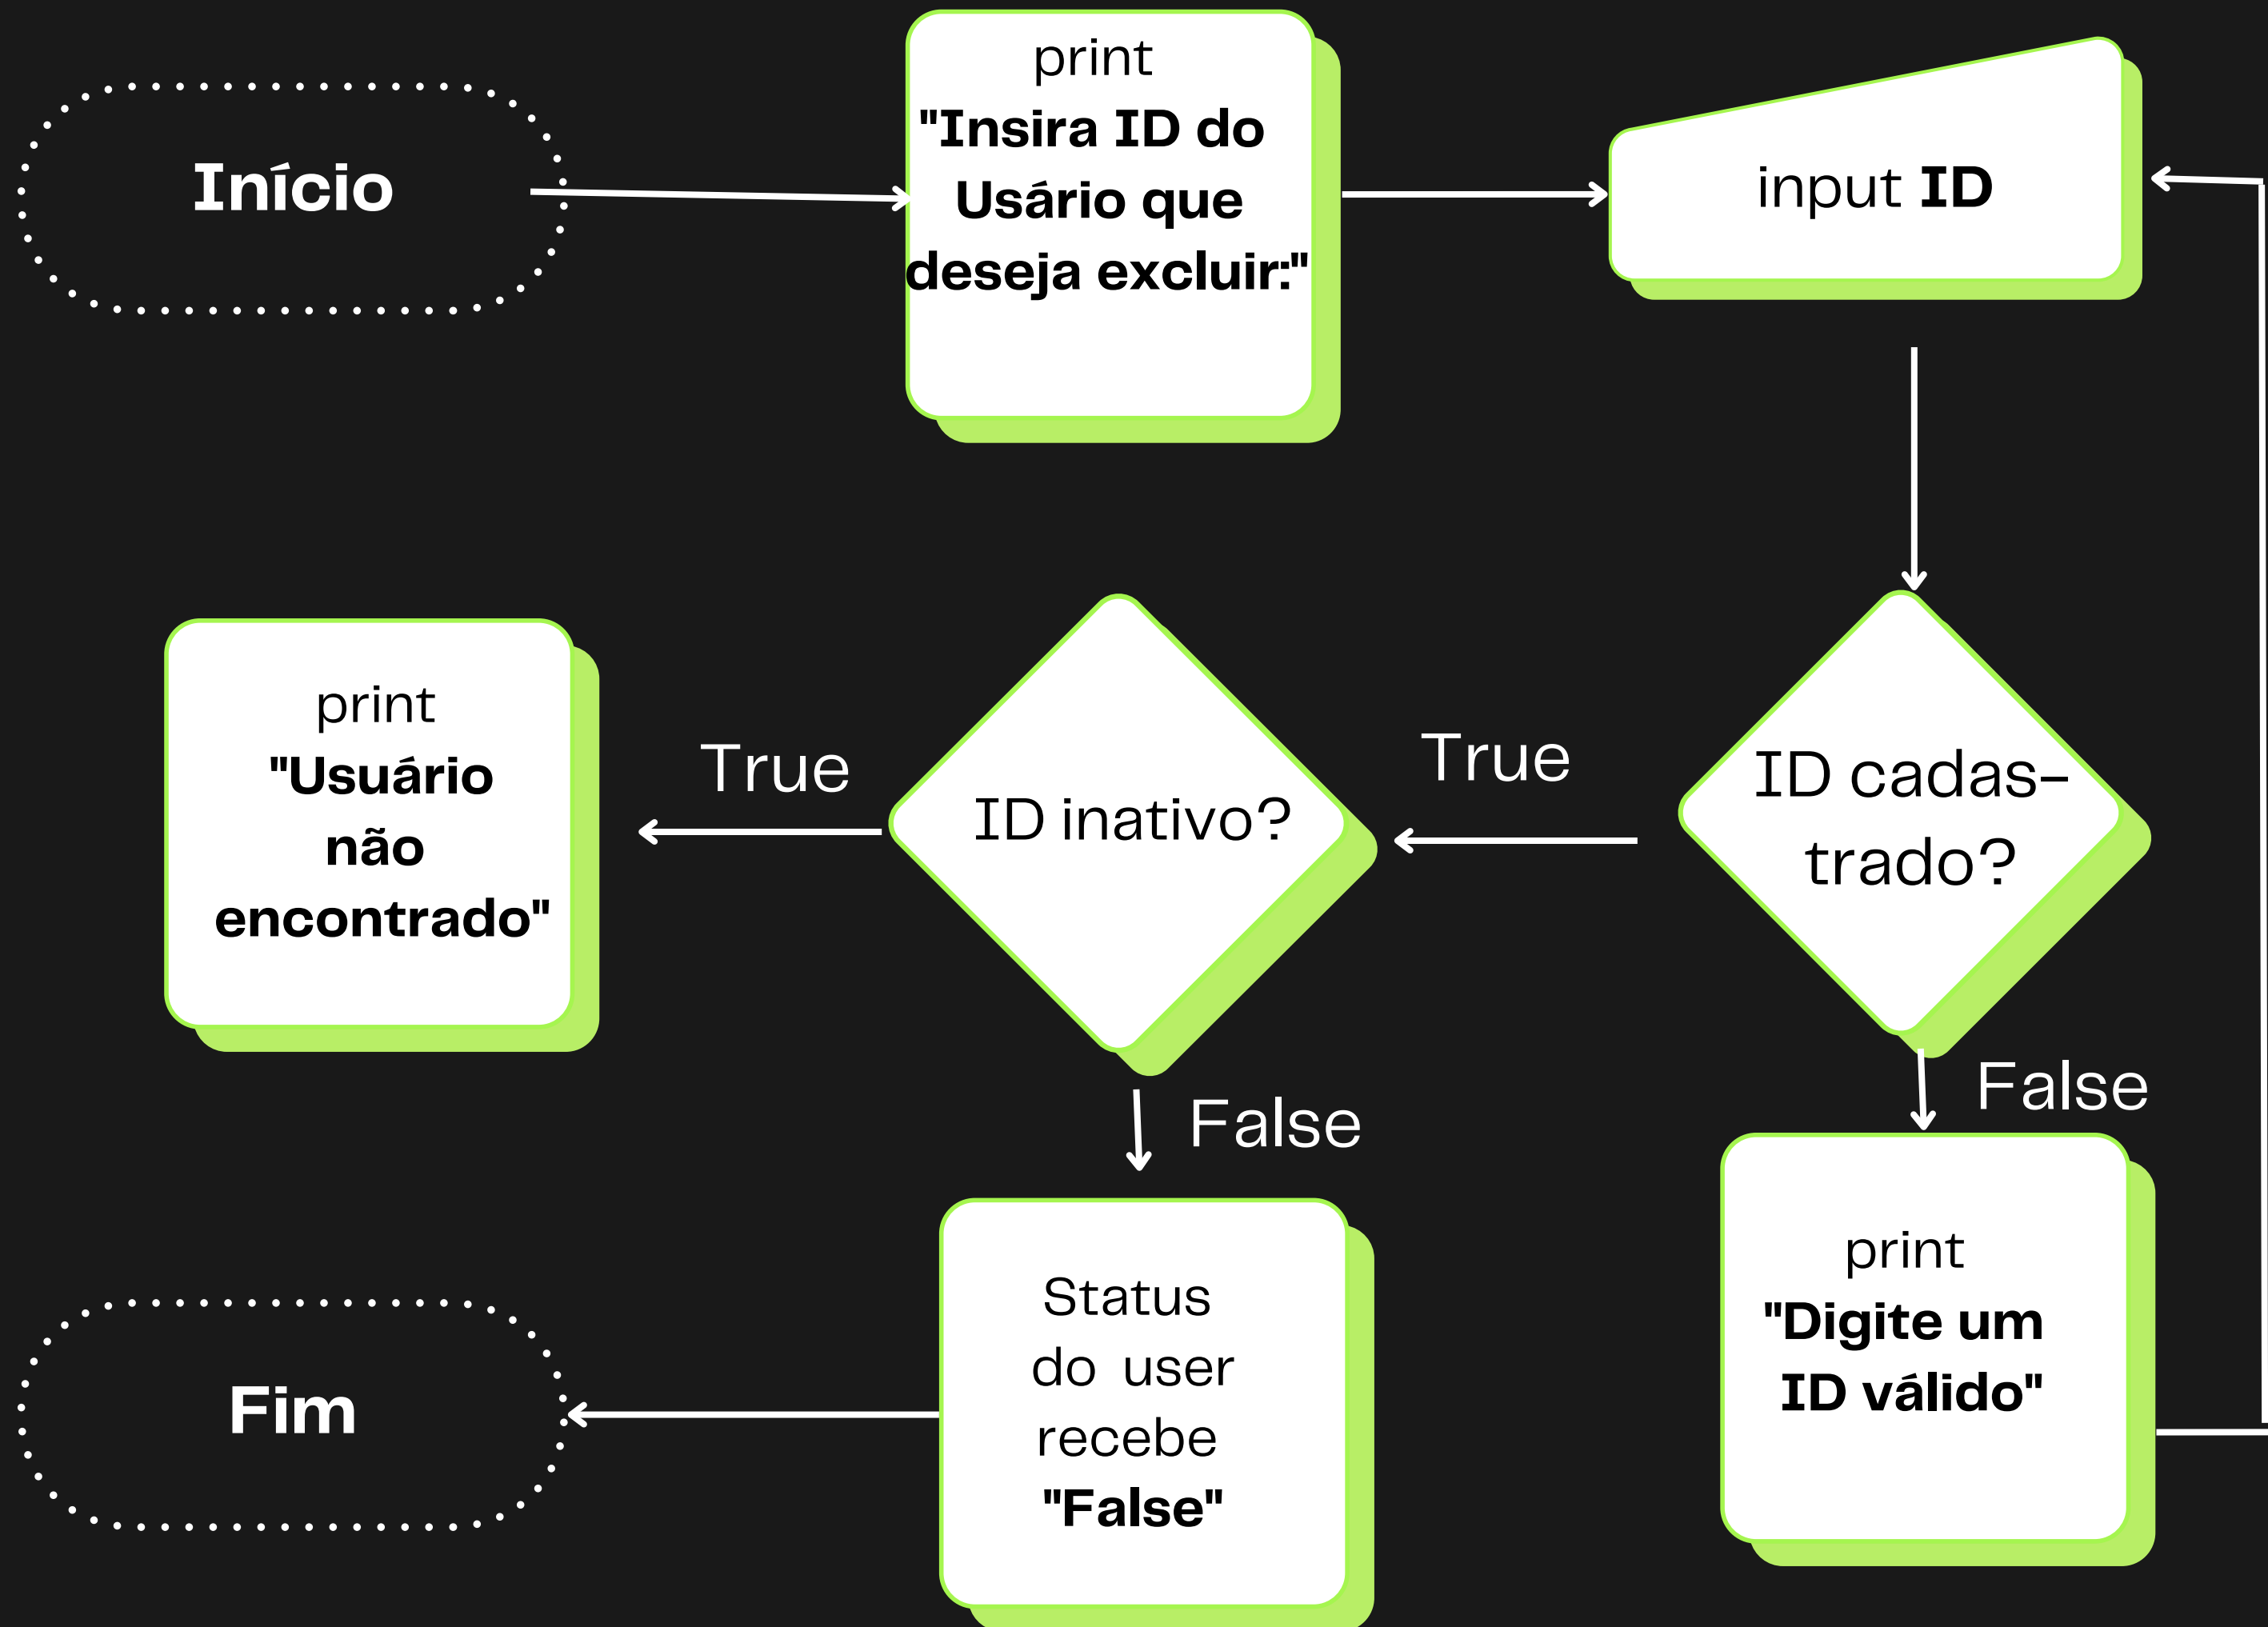 Início
print
"Insira ID do
Usário que
deseja excluir:"
input ID
print
"Usuário
não
encontrado"
True
ID inativo?
True
ID cadas-
trado?
False
False
Fim
Status
do user
recebe
"False"
print
"Digite um
ID válido"